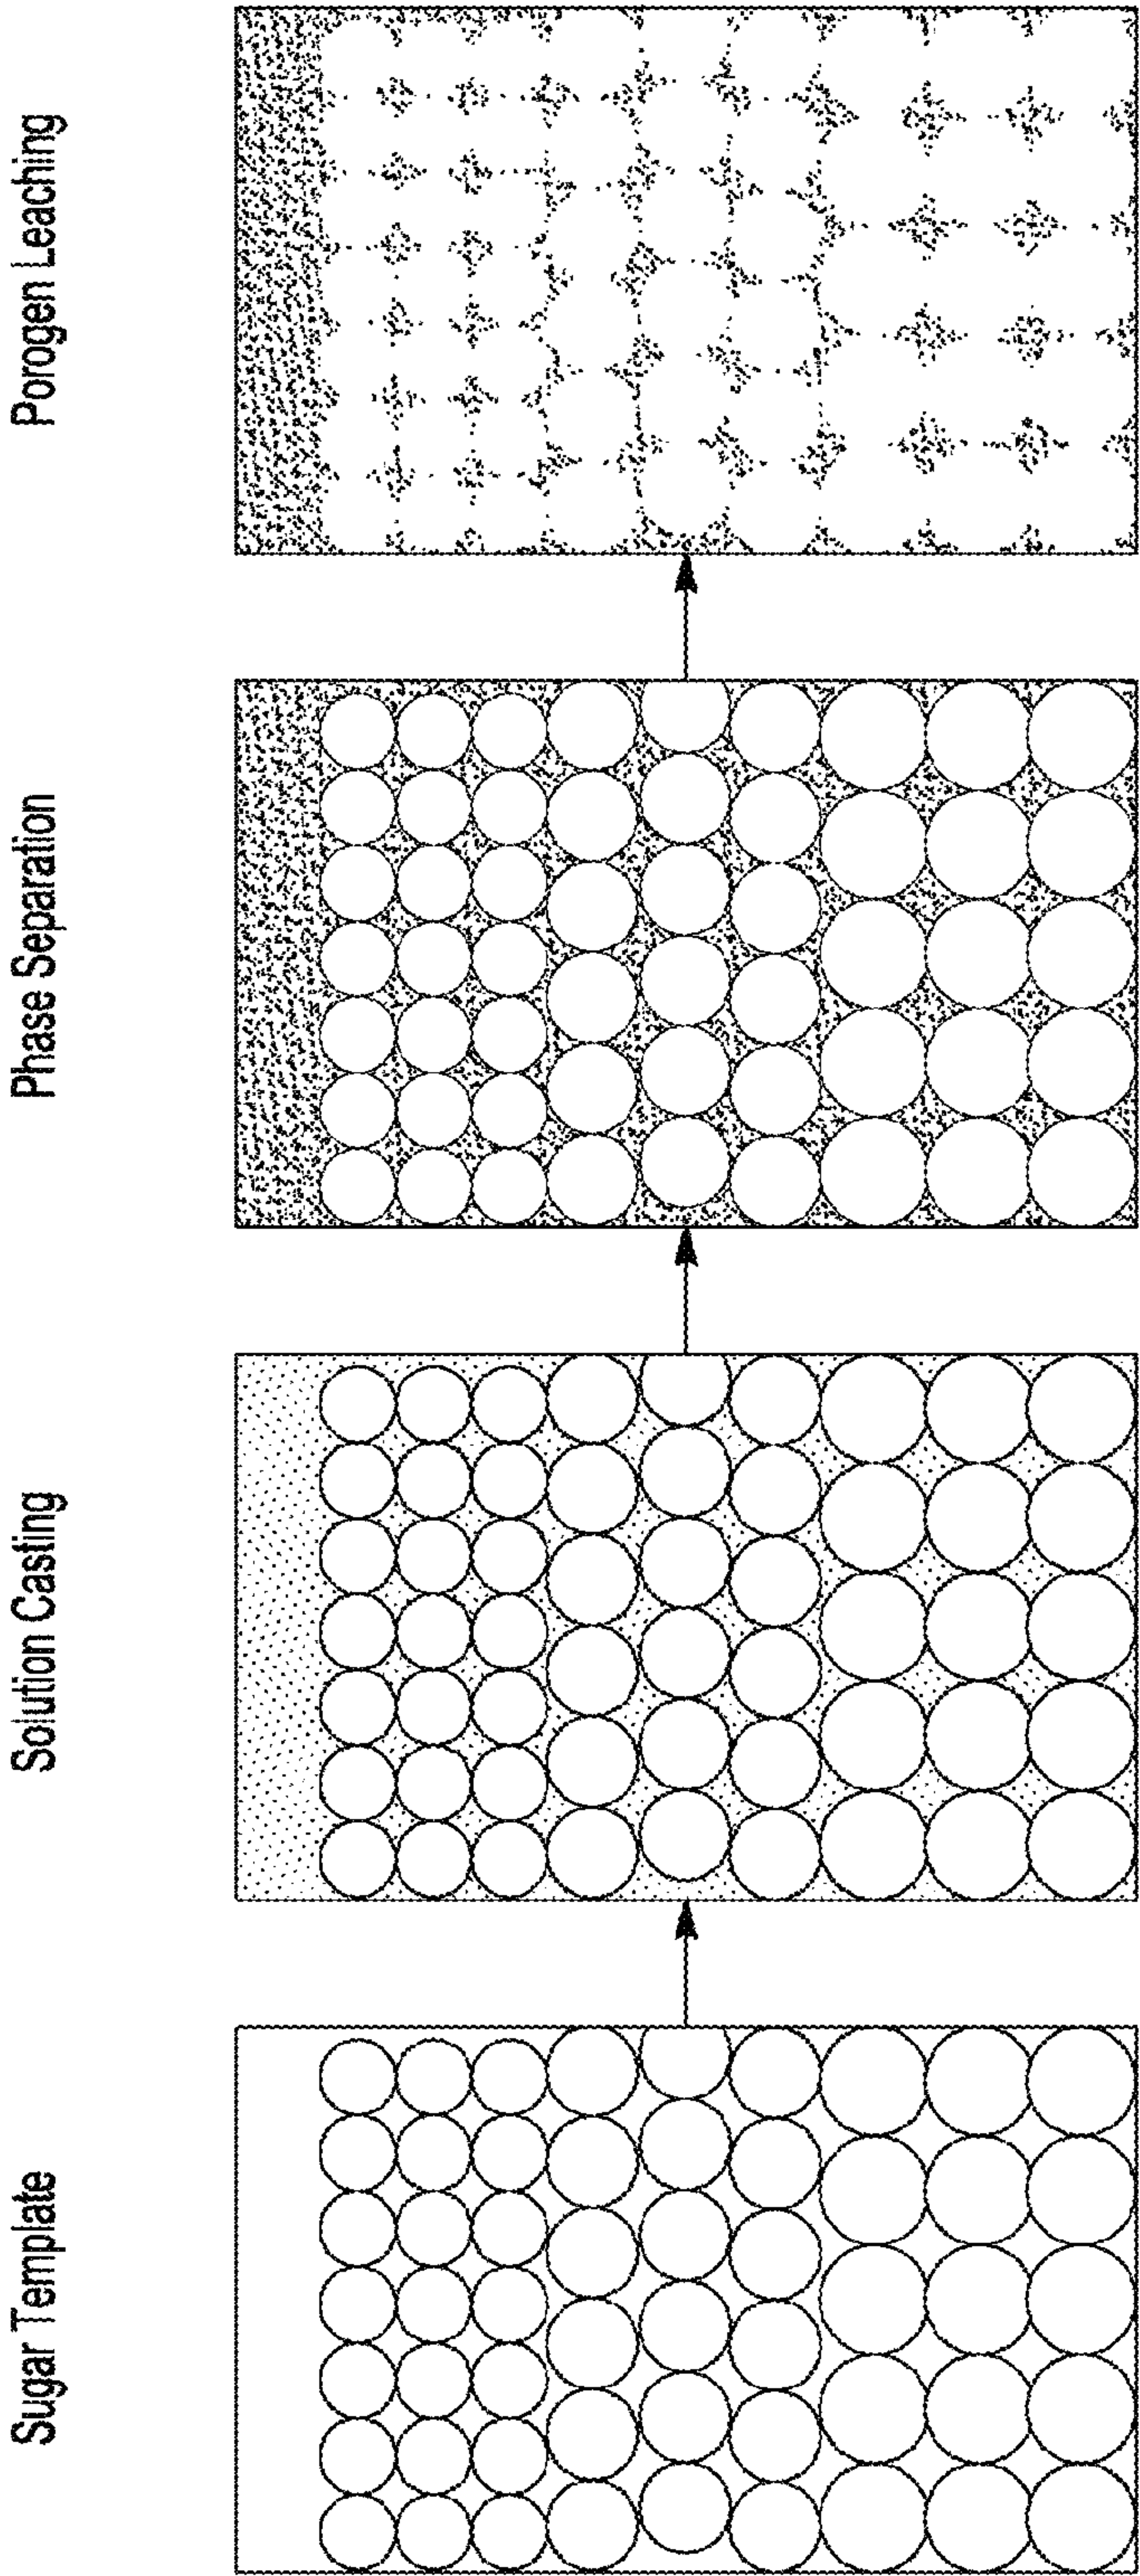 Sugar Template
Solution Casting
Phase Separation
Porogen Leaching